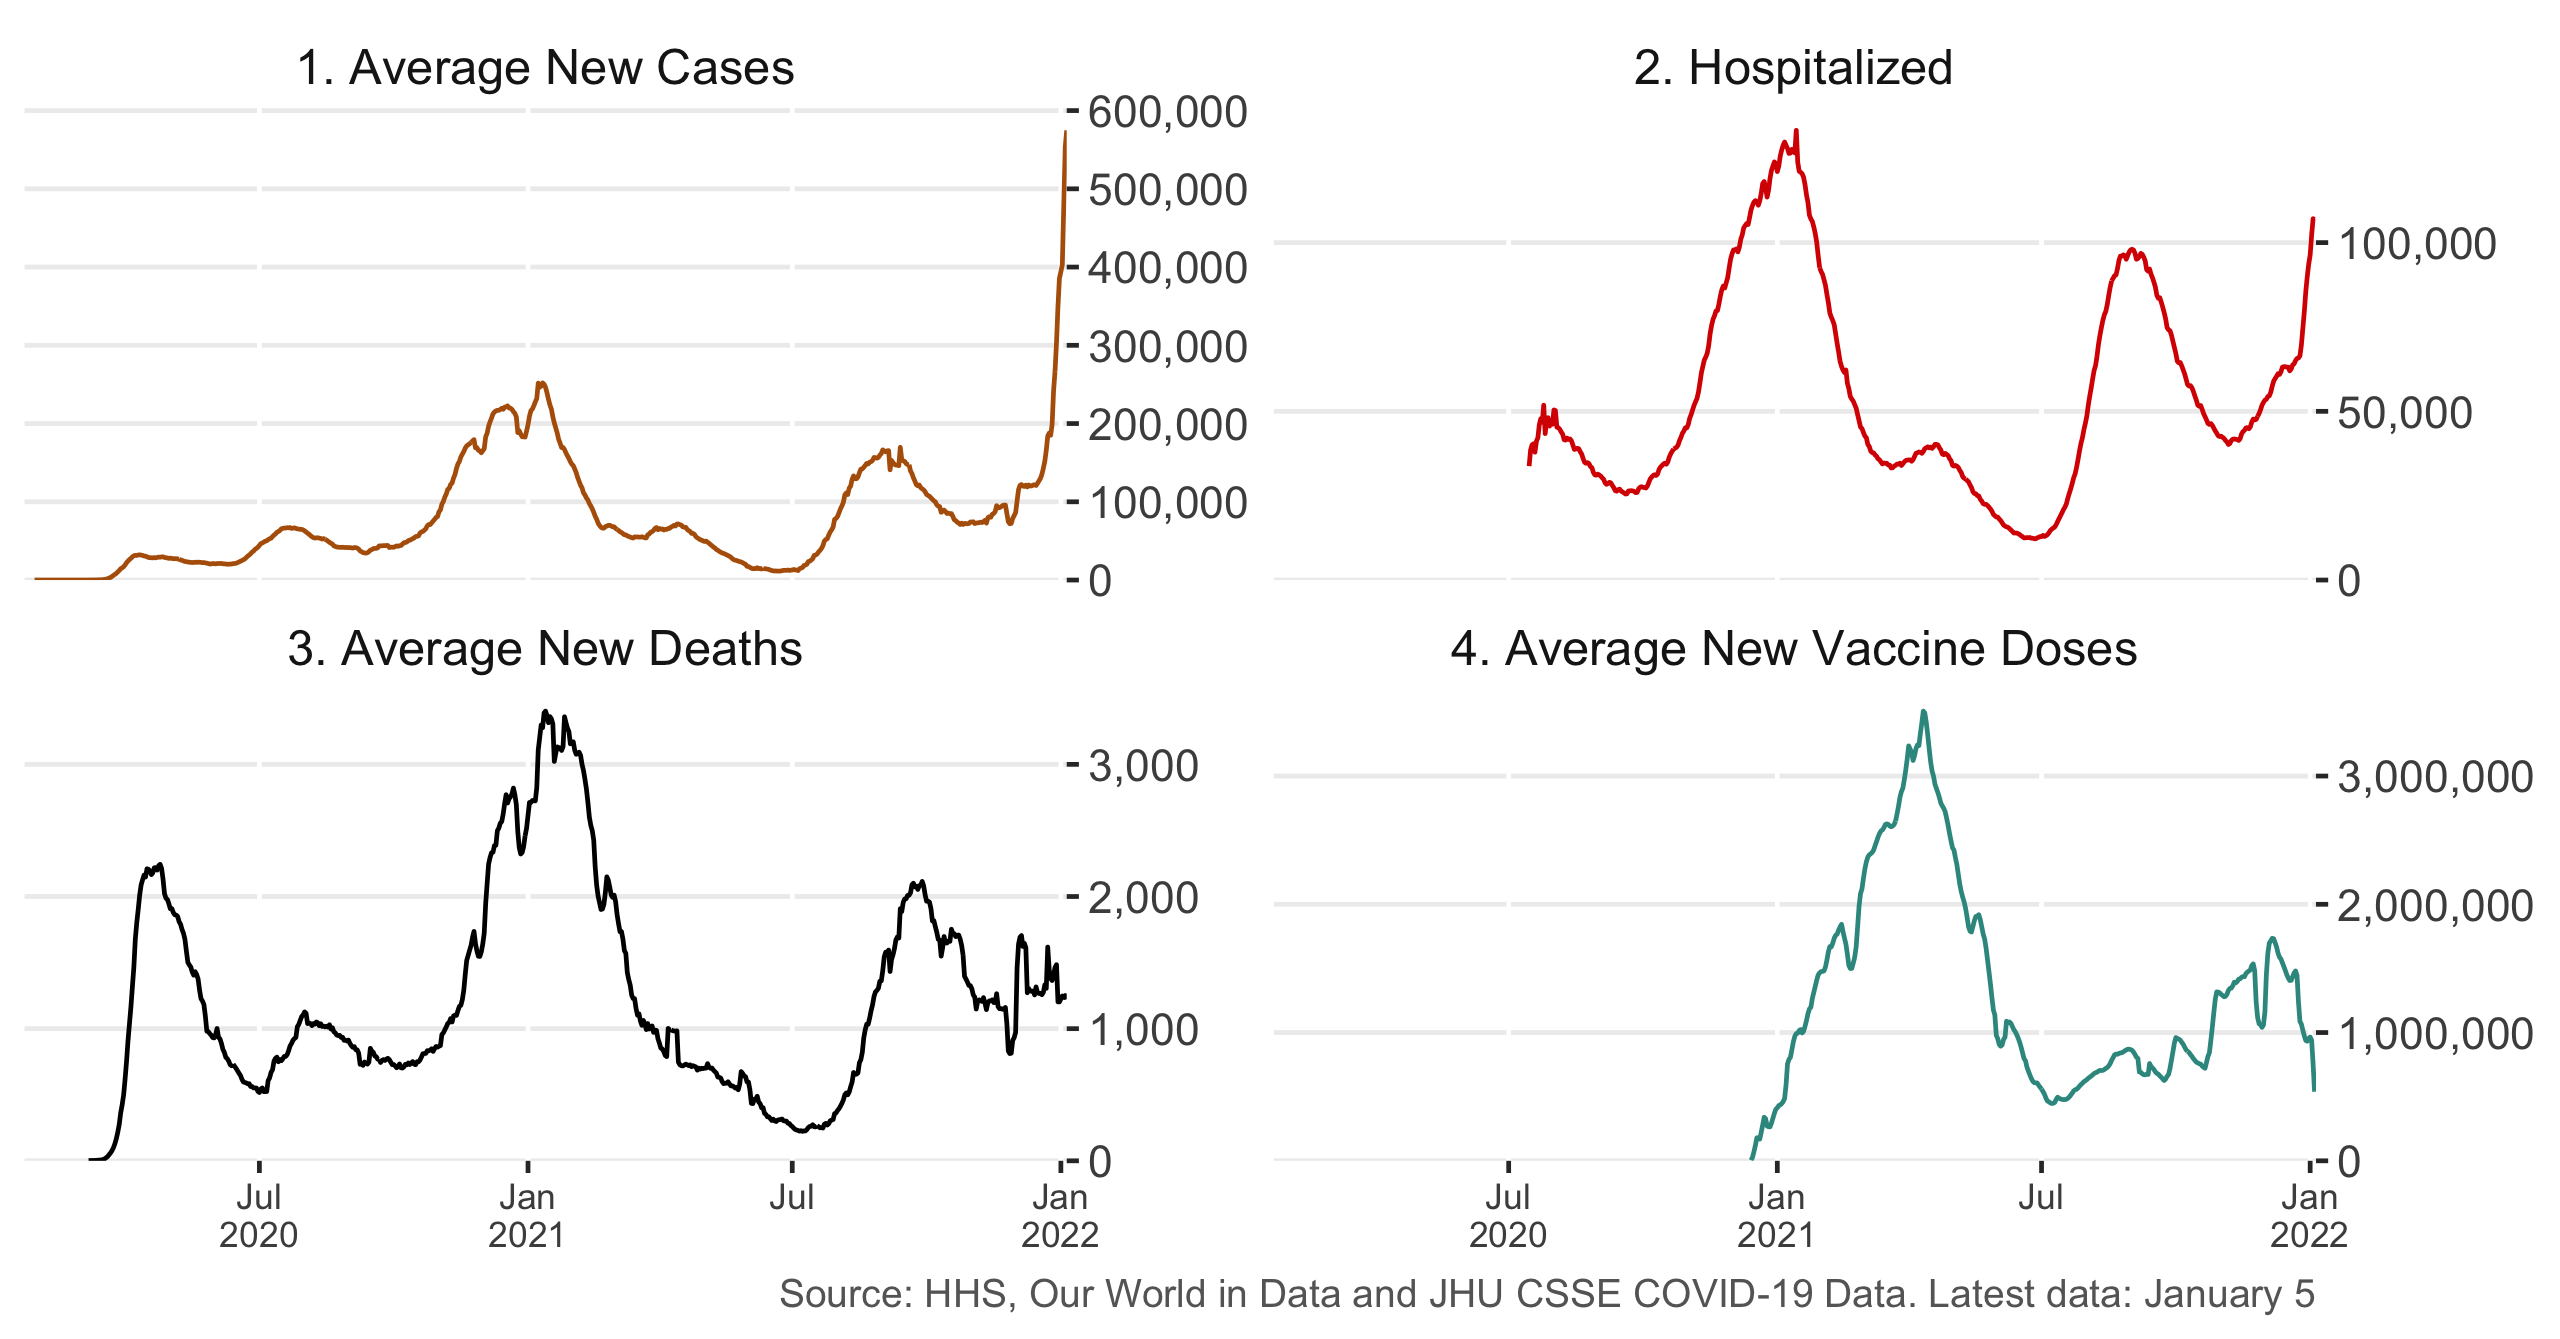 1. Average New Cases
600,000
500,000
400,000
300,000
200,000
100,000
0
2. Hospitalized
100,000
50,000
0
3. Average New Deaths
3,000
2,000
1,000
0
Jul Jan Jul Jan
2020 2021 2022
4. Average New Vaccine Doses
3,000,000
2,000,000
1,000,000
0
Jul Jan Jul Jan
2020 2021 2022
Source: HHS, Our World in Data and JHU CSSE COVID-19 Data. Latest data: January 5